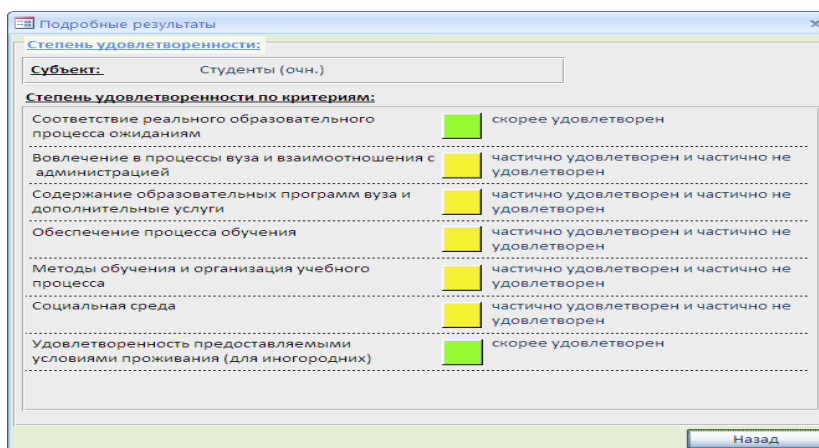 Подробные результаты
Степень удовлетворенности:
Субъект: Студенты (очн.)
Степень удовлетворенности по критериям:
Соответствие реального образовательного
процесса ожиданиям
скорее удовлетворен
Вовлечение в процессы вуза и взаимоотношения с
администрацией
частично удовлетворен и частично не
удовлетворен
Содержание образовательных программ вуза и
дополнительные услуги
частично удовлетворен и частично не
удовлетворен
Обеспечение процесса обучения
частично удовлетворен и частично не
удовлетворен
Методы обучения и организация учебного
процесса
частично удовлетворен и частично не
удовлетворен
Социальная среда
частично удовлетворен и частично не
удовлетворен
Удовлетворенность предоставляемыми
условиями проживания (для иногородних)
скорее удовлетворен
Назад